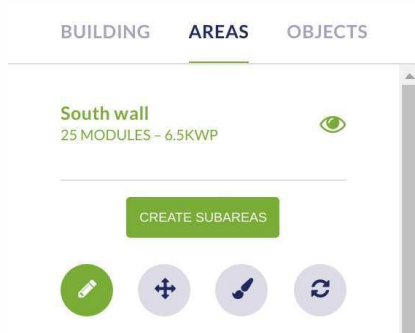 BUILDING AREAS OBJECTS
South wall
25 MODULES – 6.5KWP
CREATE SUBAREAS